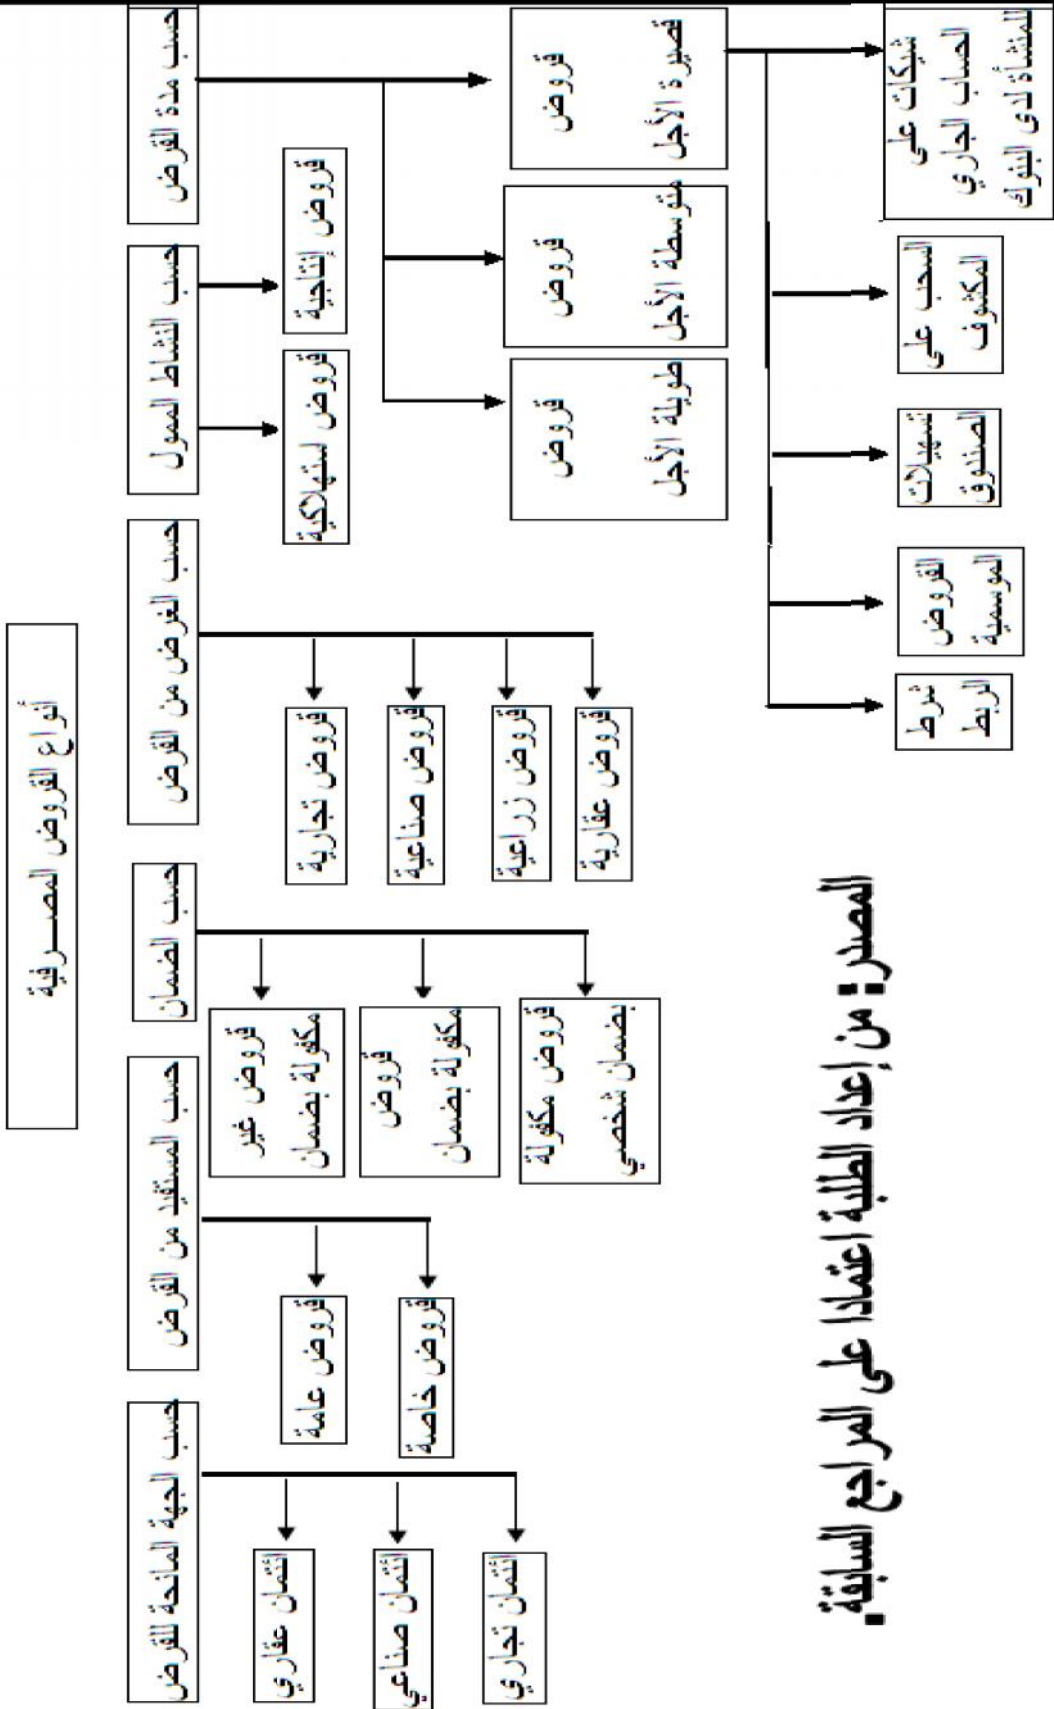 أنواع القروض المصـــرفية
حسب مدة القرض
حسب النشاط الممول
حسب الغرض من القرض
حسب الضمان
حسب المستفيد من القرض
حسب الجهة المانحة للقرض
قروض
قصيرة الأجل
قروض
متوسطة الأجل
قروض
طويلة الأجل
شيكات على
الحساب الجاري
للمنشأة لدى البنوك
السحب على
المكشوف
تسهيلات
الصندوق
القروض
الموسمية
شرط
الربط
قروض إنتاجية
قروض استهلاكية
قروض تجارية
قروض صناعية
قروض زراعية
قروض عقارية
قروض غير
مكفولة بضمان
قروض
مكفولة بضمان
قروض مكفولة
بضمان شخصي
قروض عامة
قروض خاصة
ائتمان عقاري
ائتمان صناعي
ائتمان تجاري
المصدر: من إعداد الطلبة اعتمادا على المراجع السابقة.